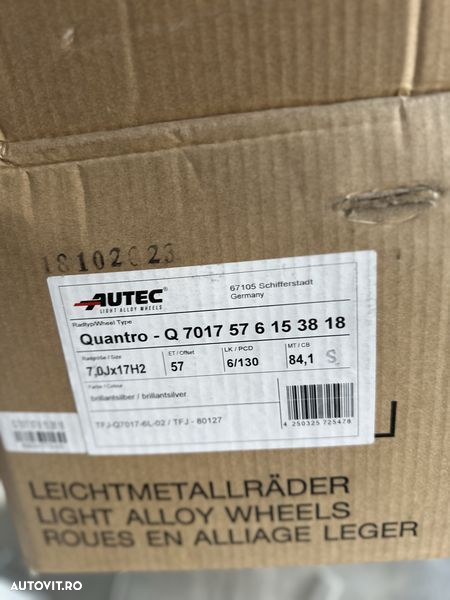 18102023
AUTEC®
LIGHT ALLOY WHEELS
67105 Schifferstadt
Germany
Radtyp/Wheel Type
Quantro - Q 7017 57 6 15 38 18
Radgröße / Size
ET / Offset
LK / PCD
MT / CB
7,0Jx17H2
57
6/130
84,1
S
Farbe / Colour
brillantsilber / brillantsilver
TFJ-Q7017-6L-02 / TFJ - 80127
4 250325 725478
LEICHTMETALLRÄDER
LIGHT ALLOY WHEELS
ROUES EN ALLIAGE LEGER
AUTOVIT.RO
AUTOVIT.RO